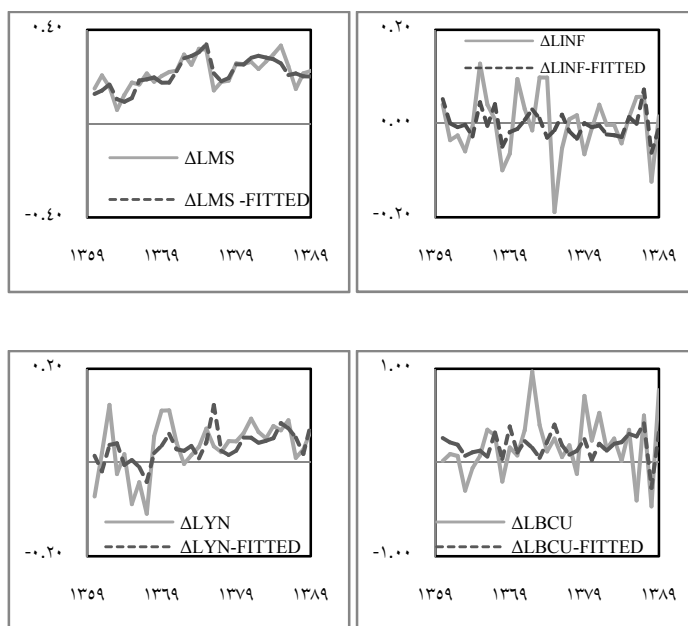 ۰.۴۰
ΔLMS
ΔLMS -FITTED
-۰.۴۰
۱۳۵۹ ۱۳۶۹ ۱۳۷۹ ۱۳۸۹
۰.۲۰
ΔLINF
ΔLINF-FITTED
۰.۰۰
-۰.۲۰
۱۳۵۹ ۱۳۶۹ ۱۳۷۹ ۱۳۸۹
۰.۲۰
ΔLYN
ΔLYN-FITTED
-۰.۲۰
۱۳۵۹ ۱۳۶۹ ۱۳۷۹ ۱۳۸۹
۱.۰۰
ΔLBCU
ΔLBCU-FITTED
-۱.۰۰
۱۳۵۹ ۱۳۶۹ ۱۳۷۹ ۱۳۸۹